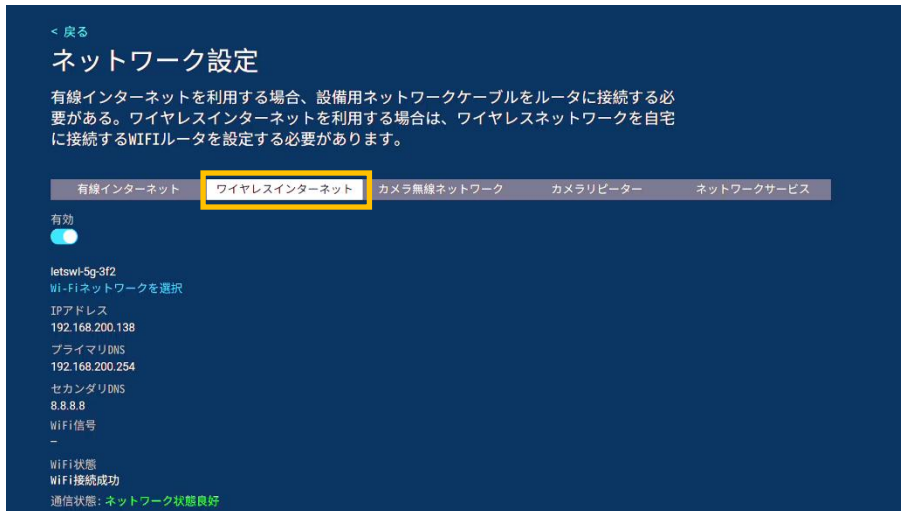 < 戻る
ネットワーク設定
有線インターネットを利用する場合、設備用ネットワークケーブルをルータに接続する必
要がある。ワイヤレスインターネットを利用する場合は、ワイヤレスネットワークを自宅
に接続するWIFIルータを設定する必要があります。
有線インターネット ワイヤレスインターネット カメラ無線ネットワーク カメラリピーター ネットワークサービス
有効
letswl-5g-3f2
Wi-Fiネットワークを選択
IPアドレス
192.168.200.138
プライマリDNS
192.168.200.254
セカンダリDNS
8.8.8.8
WiFi信号
–
WiFi状態
WiFi接続成功
通信状態: ネットワーク状態良好